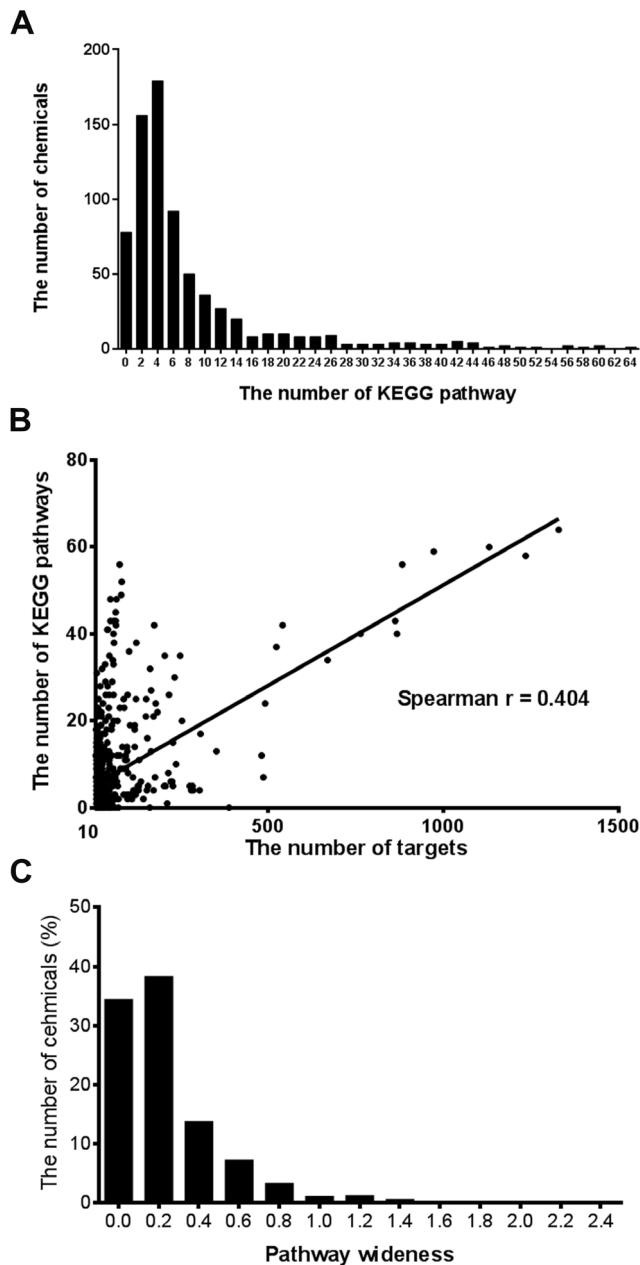 A
The number of chemicals
200
150
100
50
0
0 2 4 6 8 10 12 14 16 18 20 22 24 26 28 30 32 34 36 38 40 42 44 46 48 50 52 54 56 58 60 62 64
The number of KEGG pathway
B
The number of KEGG pathways
80
60
40
20
0
Spearman r = 0.404
10 500 1000 1500
The number of targets
C
The number of cehmicals (%)
50
40
30
20
10
0
0.0 0.2 0.4 0.6 0.8 1.0 1.2 1.4 1.6 1.8 2.0 2.2 2.4
Pathway wideness